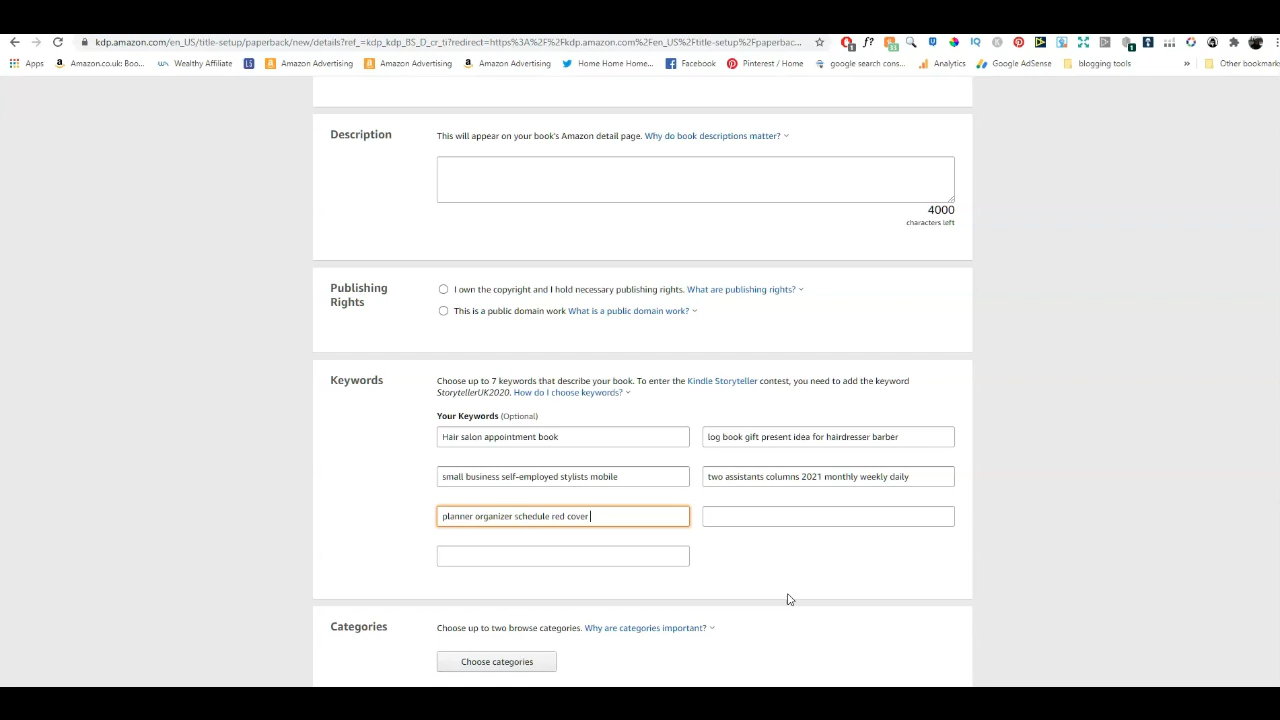 kdp.amazon.com/en_US/title-setup/paperback/new/details?ref_=kdp_kdp_BS_D_cr_ti?redirect=https%3A%2F%2Fkdp.amazon.com%2Fen_US%2Ftitle-setup%2Fpaperbac...
Apps Amazon.co.uk: Boo... Wealthy Affiliate Amazon Advertising Amazon Advertising Amazon Advertising Home Home Home... Facebook Pinterest / Home google search cons... Analytics Google AdSense blogging tools » Other bookmarks
Description
This will appear on your book's Amazon detail page. Why do book descriptions matter?
4000
characters left
Publishing Rights
I own the copyright and I hold necessary publishing rights. What are publishing rights?
This is a public domain work What is a public domain work?
Keywords
Choose up to 7 keywords that describe your book. To enter the Kindle Storyteller contest, you need to add the keyword
StorytellerUK2020. How do I choose keywords?
Your Keywords (Optional)
Hair salon appointment book
log book gift present idea for hairdresser barber
small business self-employed stylists mobile
two assistants columns 2021 monthly weekly daily
planner organizer schedule red cover
Categories
Choose up to two browse categories. Why are categories important?
Choose categories